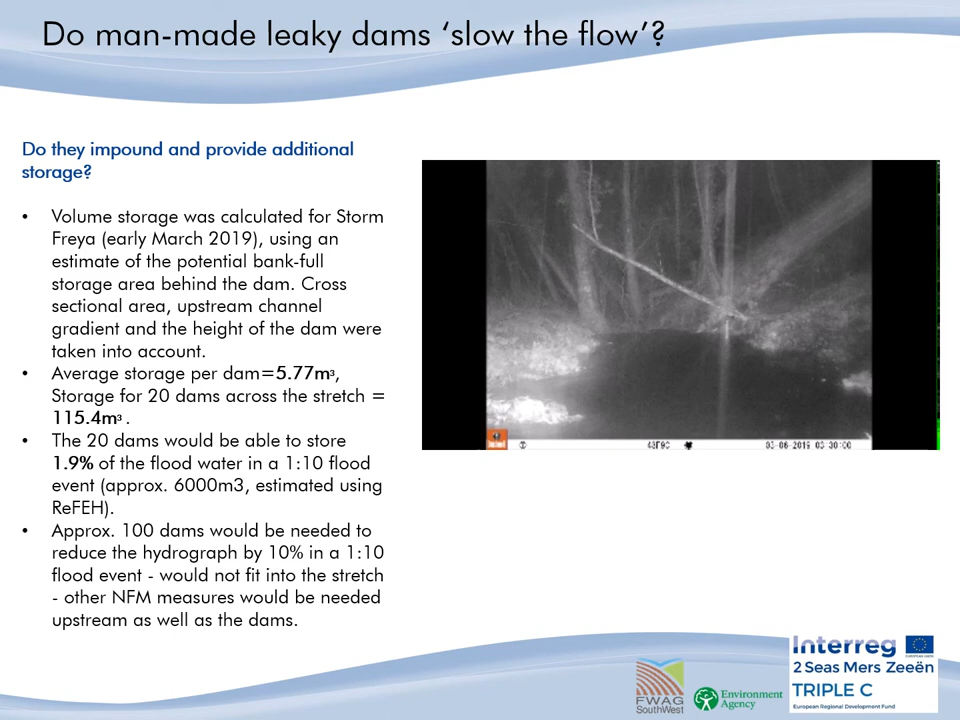 Do man-made leaky dams ‘slow the flow’?
Do they impound and provide additional
storage?
• Volume storage was calculated for Storm
Freya (early March 2019), using an
estimate of the potential bank-full
storage area behind the dam. Cross
sectional area, upstream channel
gradient and the height of the dam were
taken into account.
• Average storage per dam=5.77m³,
Storage for 20 dams across the stretch =
115.4m³ .
• The 20 dams would be able to store
1.9% of the flood water in a 1:10 flood
event (approx. 6000m3, estimated using
ReFEH).
• Approx. 100 dams would be needed to
reduce the hydrograph by 10% in a 1:10
flood event - would not fit into the stretch
- other NFM measures would be needed
upstream as well as the dams.
FWAG
SouthWest
Environment
Agency
Interreg
EUROPEAN UNION
2 Seas Mers Zeeën
TRIPLE C
European Regional Development Fund